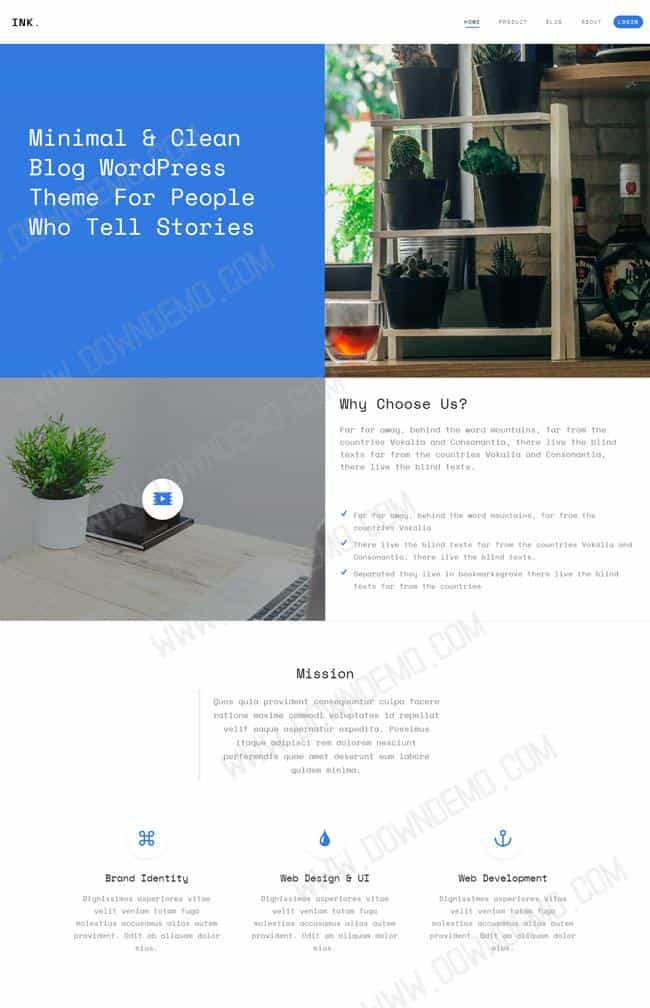 INK.
HOME PRODUCT BLOG ABOUT LOGIN
Minimal & Clean
Blog WordPress
Theme For People
Who Tell Stories
Why Choose Us?
Far far away, behind the word mountains, far from the
countries Vokalia and Consonantia, there live the blind
texts far from the countries Vokalia and Consonantia,
there live the blind texts.
Far far away, behind the word mountains, far from the
countries Vokalia
There live the blind texts far from the countries Vokalia and
Consonantia, there live the blind texts.
Separated they live in bookmarksgrove there live the blind
texts far from the countries
Mission
Quos quia provident consequuntur culpa facere
ratione maxime commodi voluptates id repellat
velit eaque aspernatur expedita. Possimus
itaque adipisci rem dolorem nesciunt
perferendis quae amet deserunt eum labore
quidem minima.
Brand Identity
Dignissimos asperiores vitae
velit veniam totam fuga
molestias accusamus alias autem
provident. Odit ab aliquam dolor
eius.
Web Design & UI
Dignissimos asperiores vitae
velit veniam totam fuga
molestias accusamus alias autem
provident. Odit ab aliquam dolor
eius.
Web Development
Dignissimos asperiores vitae
velit veniam totam fuga
molestias accusamus alias autem
provident. Odit ab aliquam dolor
eius.
WWW.DOWNDEMO.COM